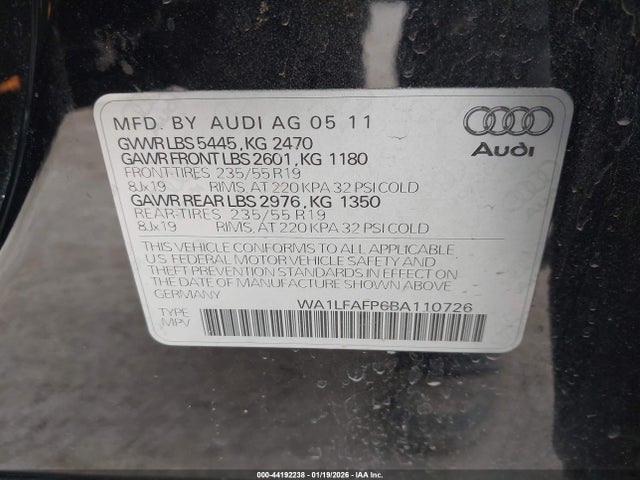 MFD. BY AUDI AG 05 11
GVWR LBS 5445, KG 2470
GAWR FRONT LBS 2601, KG 1180
FRONT-TIRES 235/55 R19
8Jx19 RIMS, AT 220 KPA 32 PSI COLD
GAWR REAR LBS 2976, KG 1350
REAR-TIRES 235/55 R19
8Jx19 RIMS, AT 220 KPA 32 PSI COLD
THIS VEHICLE CONFORMS TO ALL APPLICABLE
U.S. FEDERAL MOTOR VEHICLE SAFETY AND
THEFT PREVENTION STANDARDS IN EFFECT ON
THE DATE OF MANUFACTURE SHOWN ABOVE
GERMANY
WA1LFAFP6BA110726
TYPE
MPV
Audi
000-44192238 - 01/19/2026 - IAA Inc.